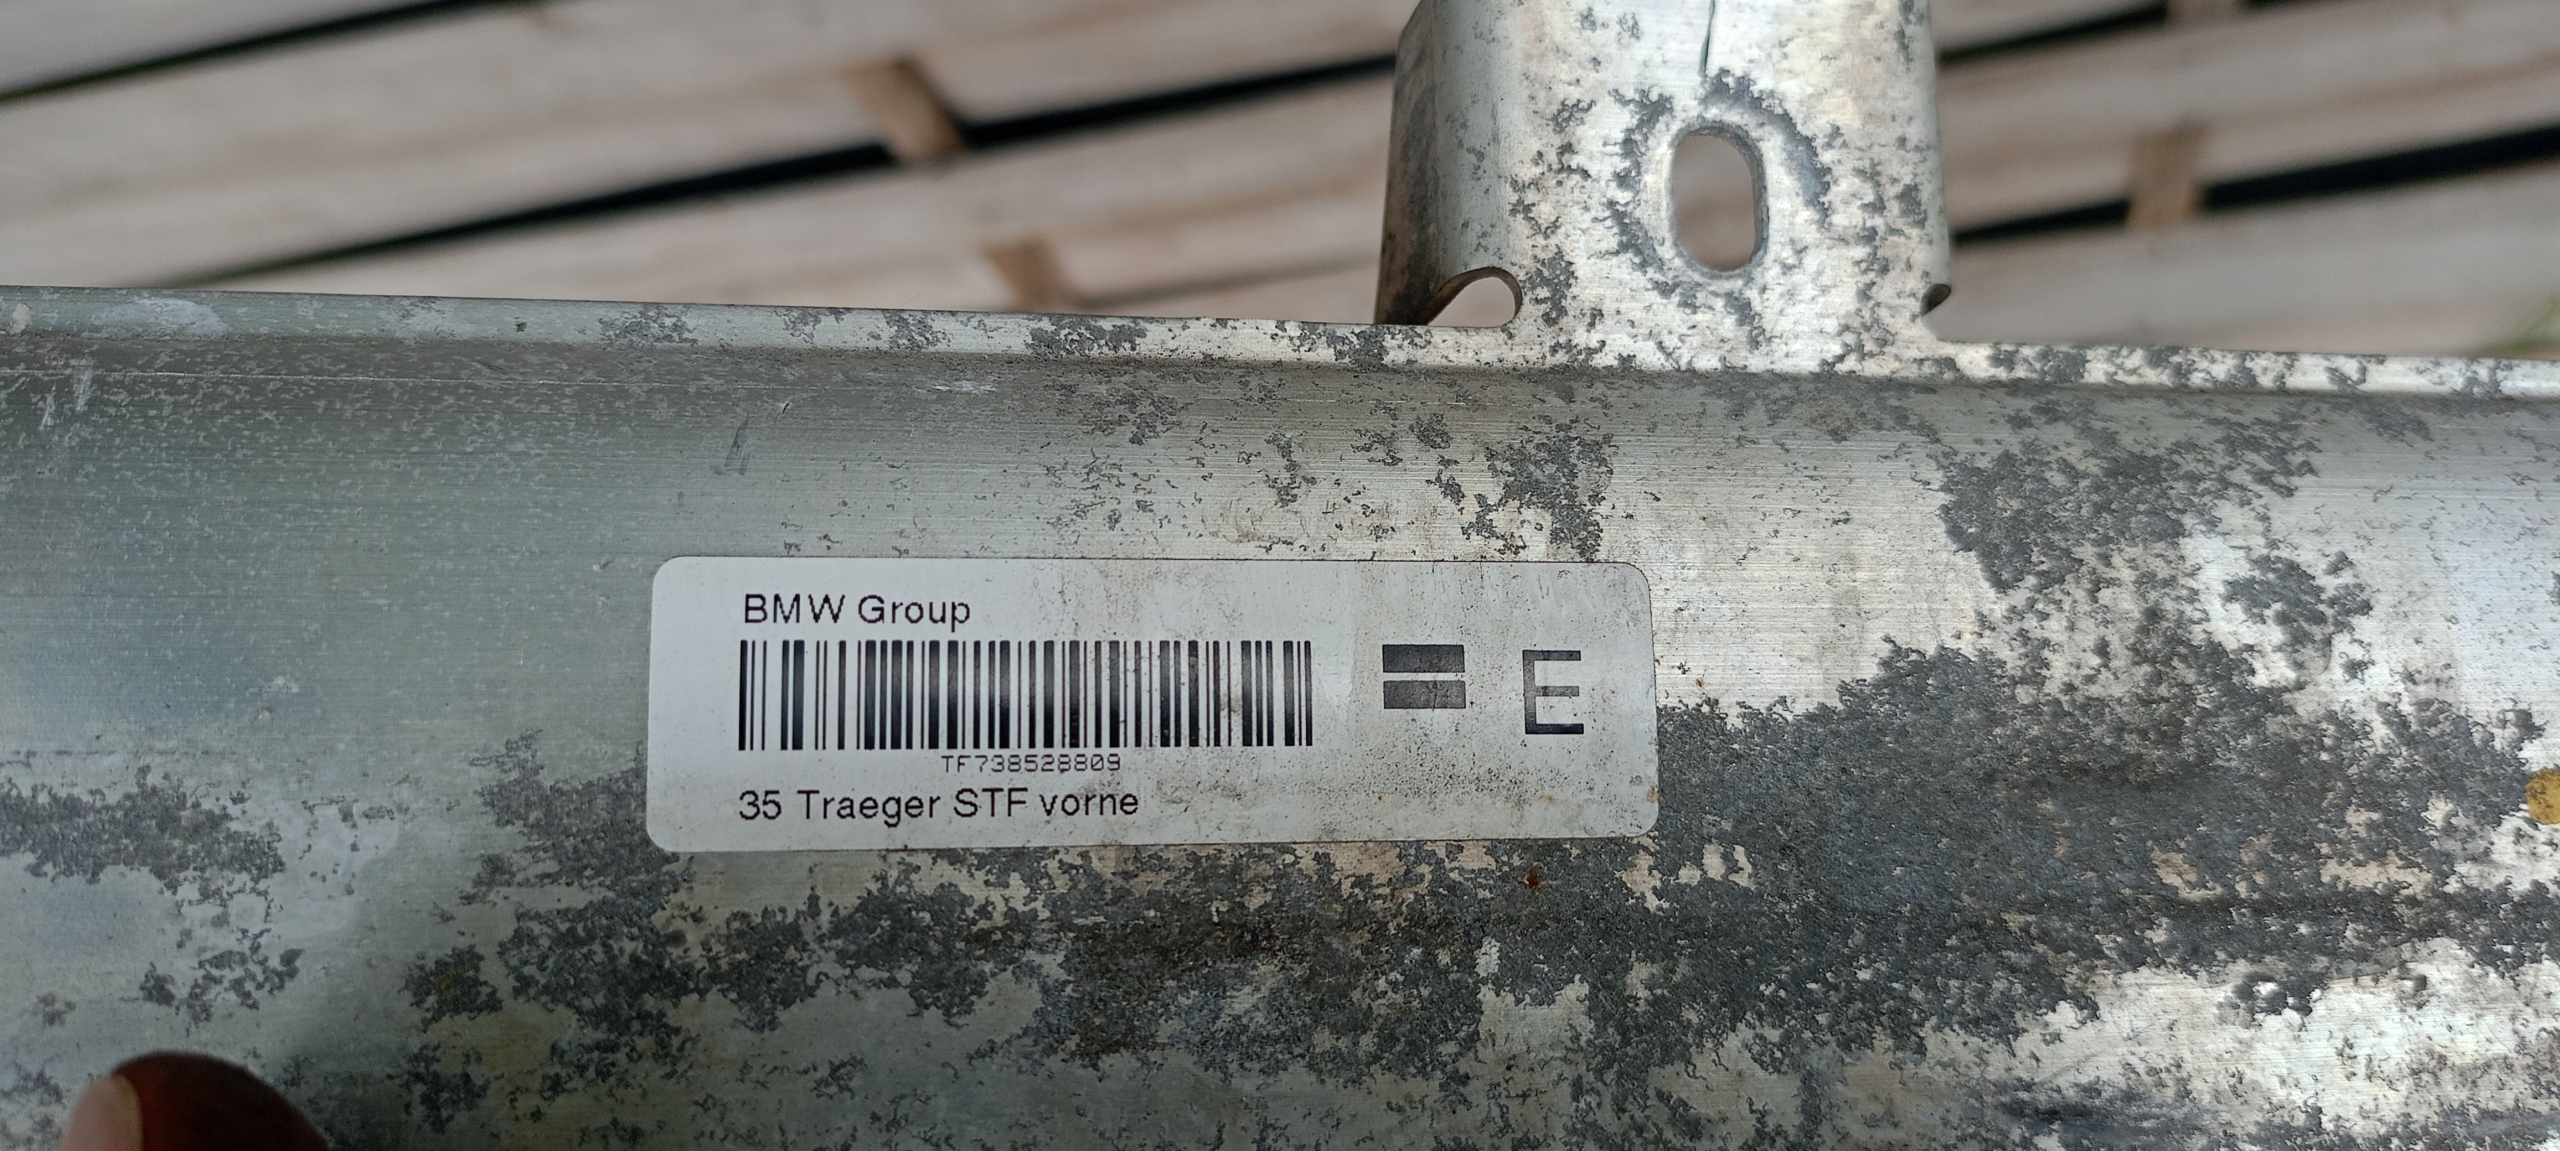 BMW Group
E
TF738528809
35 Traeger STF vorne